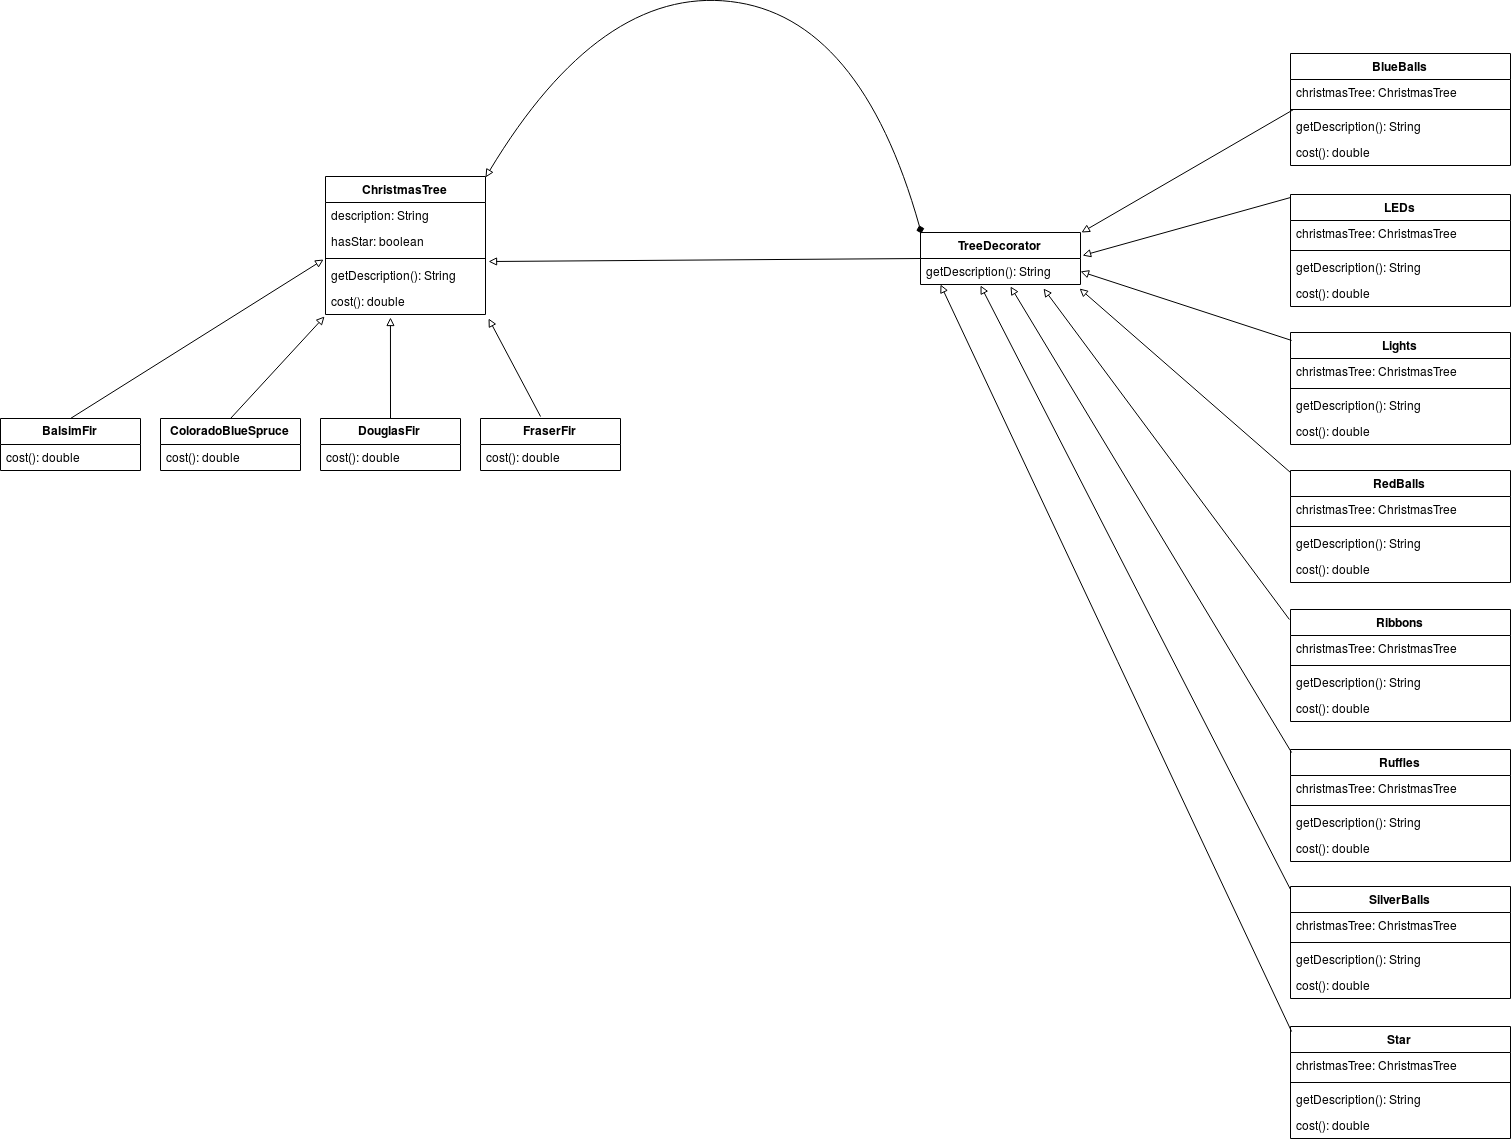 ChristmasTree
description: String
hasStar: boolean
getDescription(): String
cost(): double
BalsimFir
cost(): double
ColoradoBlueSpruce
cost(): double
DouglasFir
cost(): double
FraserFir
cost(): double
TreeDecorator
getDescription(): String
BlueBalls
christmasTree: ChristmasTree
getDescription(): String
cost(): double
LEDs
christmasTree: ChristmasTree
getDescription(): String
cost(): double
Lights
christmasTree: ChristmasTree
getDescription(): String
cost(): double
RedBalls
christmasTree: ChristmasTree
getDescription(): String
cost(): double
Ribbons
christmasTree: ChristmasTree
getDescription(): String
cost(): double
Ruffles
christmasTree: ChristmasTree
getDescription(): String
cost(): double
SilverBalls
christmasTree: ChristmasTree
getDescription(): String
cost(): double
Star
christmasTree: ChristmasTree
getDescription(): String
cost(): double